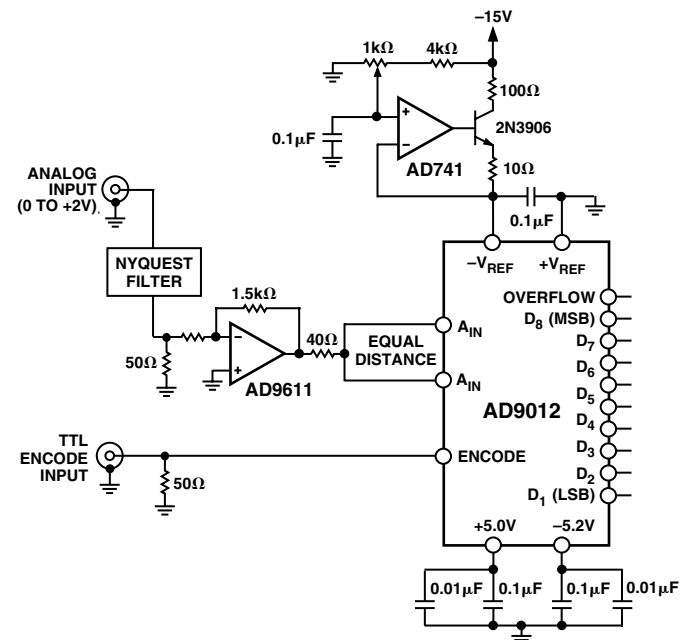 –15V
1kΩ
4kΩ
100Ω
2N3906
0.1µF
+
–
AD741
10Ω
0.1µF
ANALOG
INPUT
(0 TO +2V)
NYQUEST
FILTER
–VREF
+VREF
1.5kΩ
50Ω
–
+
AD9611
40Ω
EQUAL
DISTANCE
AIN
AIN
OVERFLOW
D8 (MSB)
D7
D6
D5
D4
D3
D2
D1 (LSB)
AD9012
TTL
ENCODE
INPUT
50Ω
ENCODE
+5.0V
–5.2V
0.01µF
0.1µF
0.1µF
0.01µF